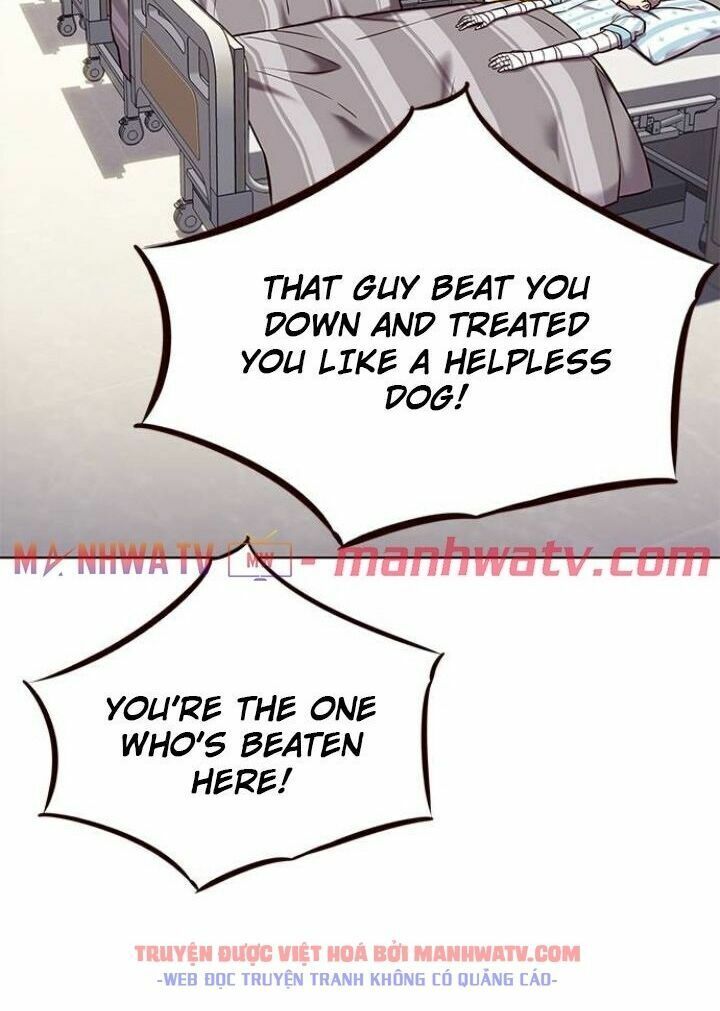 THAT GUY BEAT YOU
DOWN AND TREATED
YOU LIKE A HELPLESS
DOG!
MANHWATV MW - manhwatv.com
YOU'RE THE ONE
WHO'S BEATEN
HERE!
TRUYỆN ĐƯỢC VIỆT HOÁ BỞI MANHWATV.COM
-WEB ĐỌC TRUYỆN TRANH KHÔNG CÓ QUẢNG CÁO-